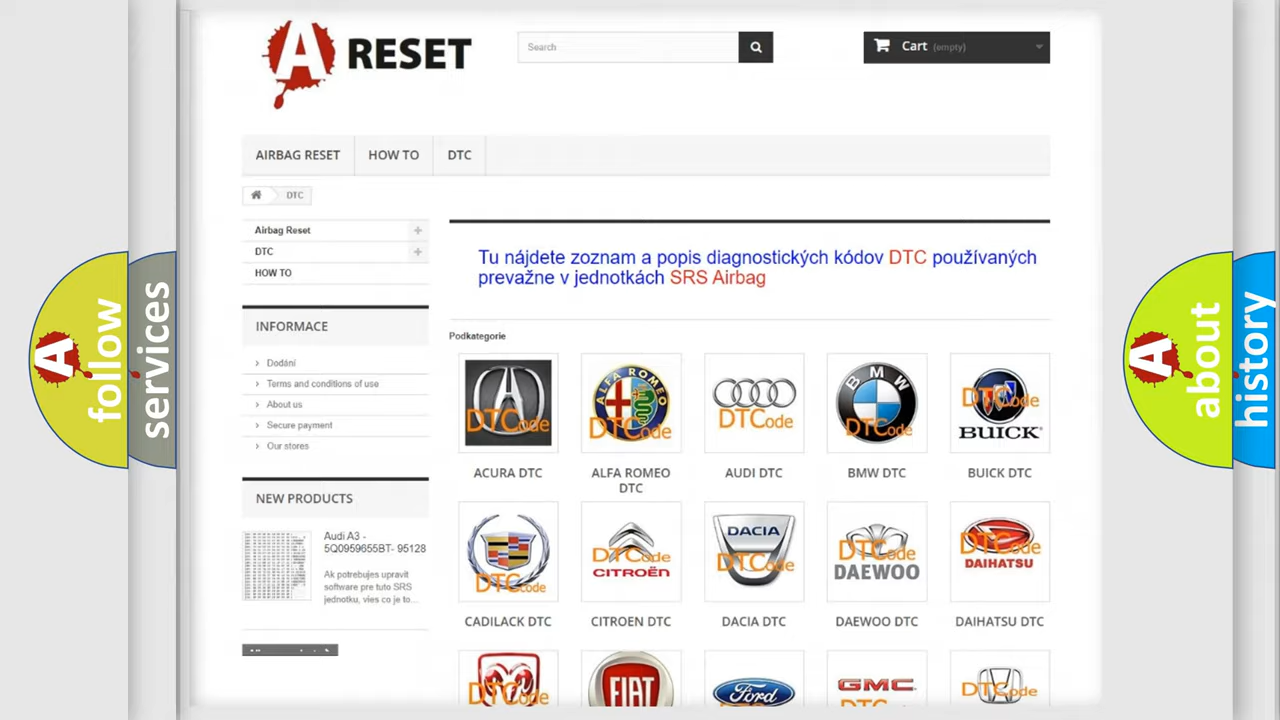 A RESET
Search
Cart (empty)
AIRBAG RESET
HOW TO
DTC
DTC
Airbag Reset
DTC
HOW TO
INFORMACE
Dodání
Terms and conditions of use
About us
Secure payment
Our stores
NEW PRODUCTS
Audi A3 -
5Q0959655BT- 95128
Ak potrebujes upravit
software pre tuto SRS
jednotku, vies co je to...
Tu nájdete zoznam a popis diagnostických kódov DTC používaných
prevažne v jednotkách SRS Airbag
Podkategorie
DTCode
ALFA ROMEO
DTCode
DTCode
BMW
DTCode
DTCode
BUICK
ACURA DTC
ALFA ROMEO
DTC
AUDI DTC
BMW DTC
BUICK DTC
DTCode
DTCode
CITROËN
DACIA
DTCode
DTCode
DAEWOO
DTCode
DAIHATSU
CADILACK DTC
CITROEN DTC
DACIA DTC
DAEWOO DTC
DAIHATSU DTC
DTCode
FIAT
Ford
GMC
DTCode
A follow
services
A about
history